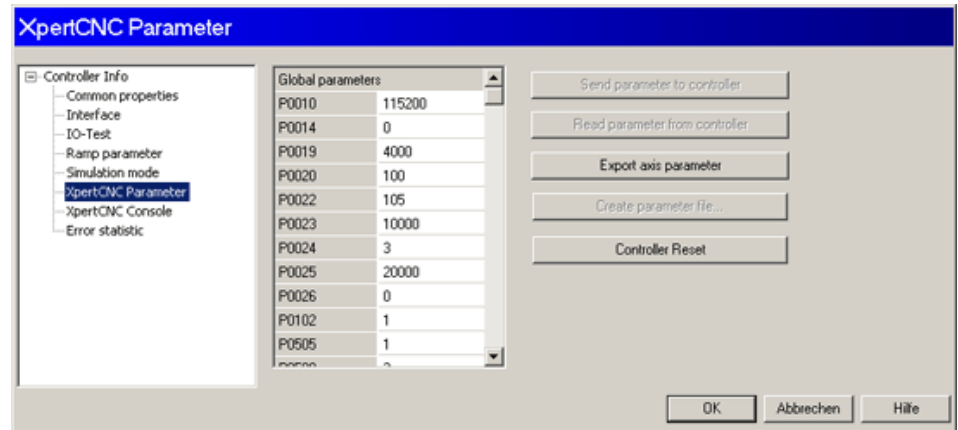 XpertCNC Parameter
Controller Info
Common properties
Interface
IO-Test
Ramp parameter
Simulation mode
XpertCNC Parameter
XpertCNC Console
Error statistic
Global parameters
P0010 115200
P0014 0
P0019 4000
P0020 100
P0022 105
P0023 10000
P0024 3
P0025 20000
P0026 0
P0102 1
P0505 1
Send parameter to controller
Read parameter from controller
Export axis parameter
Create parameter file...
Controller Reset
OK Abbrechen Hilfe